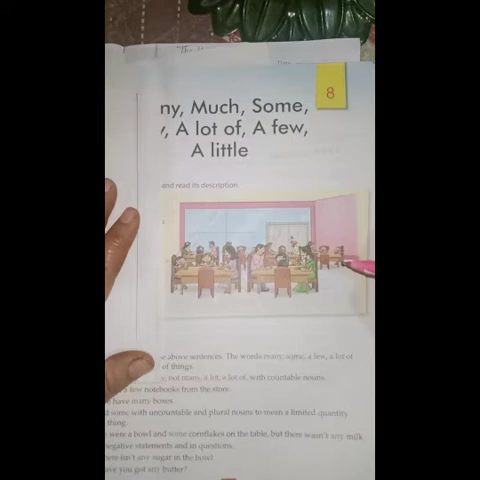 8
ny, Much, Some,
y, A lot of, A few,
A little
and read its description.
e above sentences. The words many, some, a few, a lot of
of things.
not many, a lot, a lot of, with countable nouns.
a few notebooks from the store.
e have many boxes
d some with uncountable and plural nouns to mean a limited quantity
thing.
were a bowl and some cornflakes on the table, but there wasn't any milk
negative statements and in questions.
here isn't any sugar in the bowl
ave you got any butter?